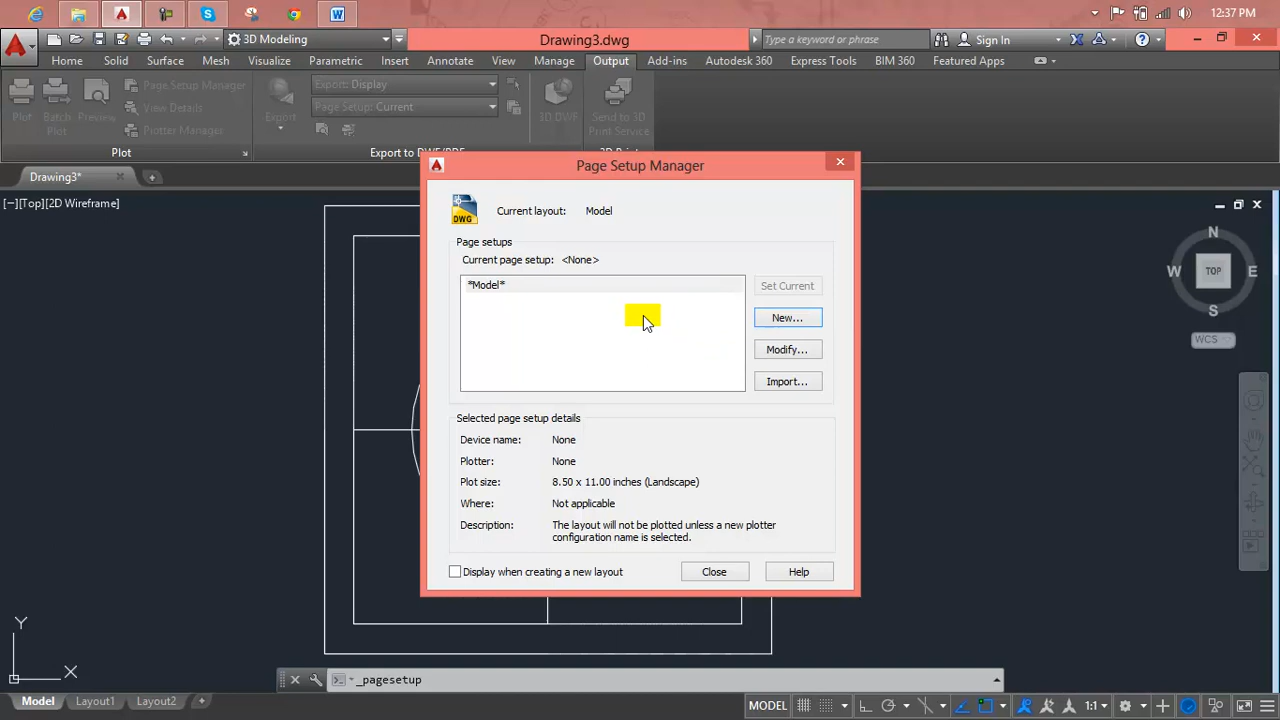 12:37 PM
3D Modeling
Drawing3.dwg
Type a keyword or phrase
Sign In
Home Solid Surface Mesh Visualize Parametric Insert Annotate View Manage Output Add-ins Autodesk 360 Express Tools BIM 360 Featured Apps
Plot
Batch Plot
Preview
Page Setup Manager
View Details
Plotter Manager
Plot
Export
Export: Display
Page Setup: Current
3D DWF
Export to DWF/PDF
Send to 3D Print Service
3D Print
Drawing3*
[−][Top][2D Wireframe]
N
W TOP E
S
WCS
Page Setup Manager
DWG
Current layout: Model
Page setups
Current page setup: <None>
*Model*
Set Current
New...
Modify...
Import...
Selected page setup details
Device name: None
Plotter: None
Plot size: 8.50 x 11.00 inches (Landscape)
Where: Not applicable
Description: The layout will not be plotted unless a new plotter
configuration name is selected.
Display when creating a new layout
Close
Help
Y
X
_pagesetup
Model Layout1 Layout2
MODEL
1:1